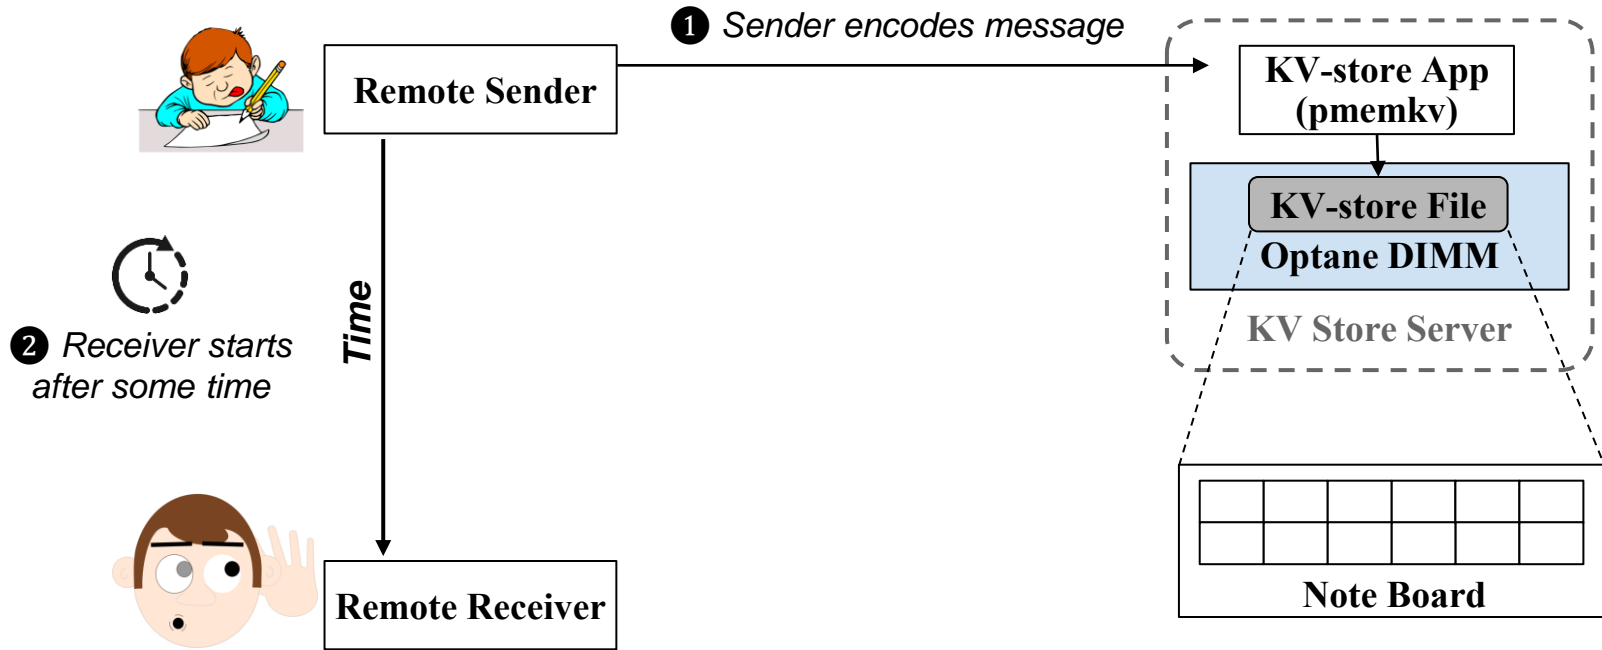 ❶ Sender encodes message
Remote Sender
KV-store App
(pmemkv)
KV-store File
Optane DIMM
KV Store Server
Time
❷ Receiver starts
after some time
Remote Receiver
Note Board